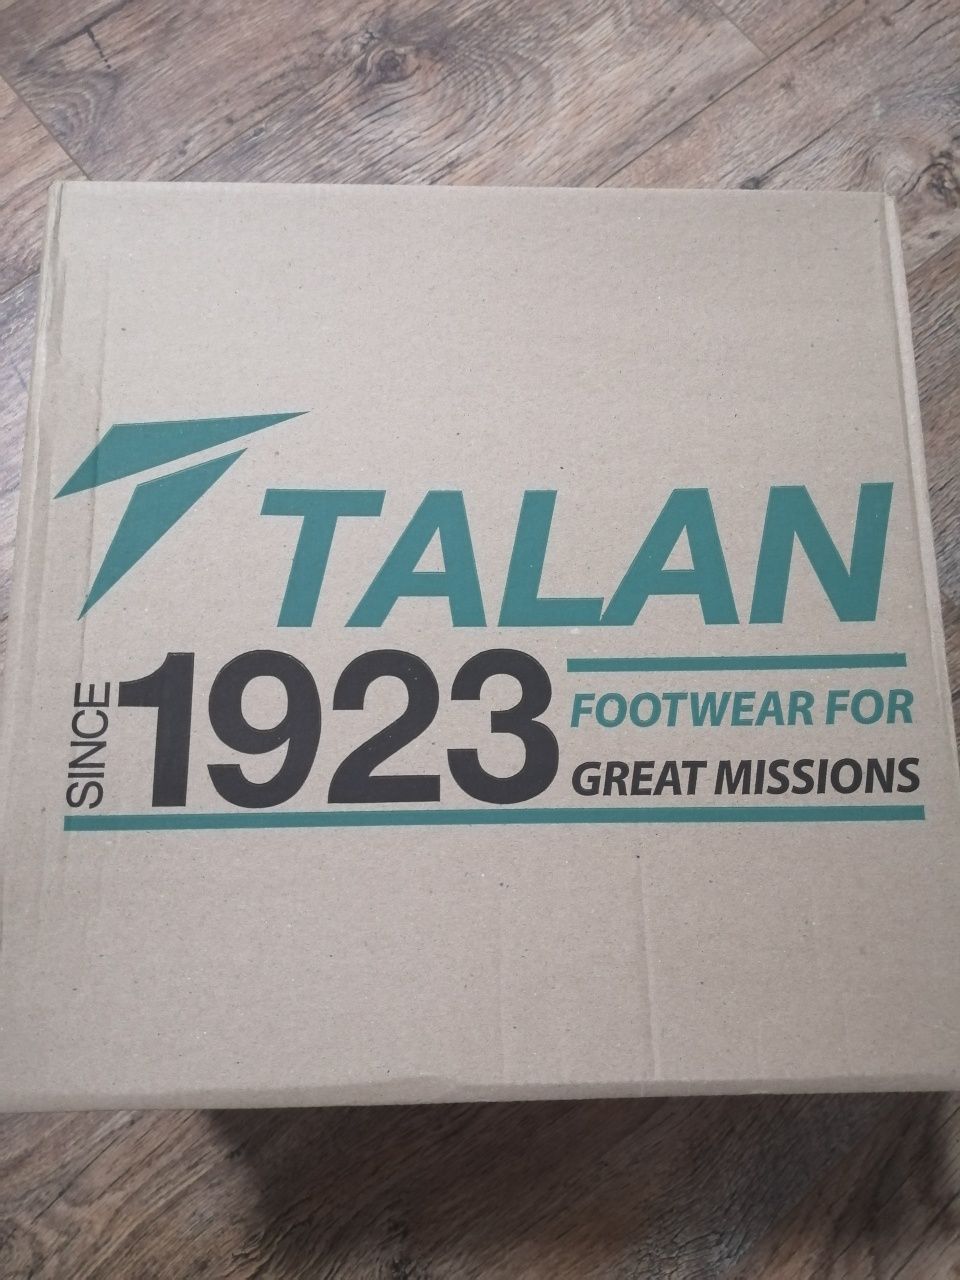 TALAN
SINCE 1923
FOOTWEAR FOR
GREAT MISSIONS